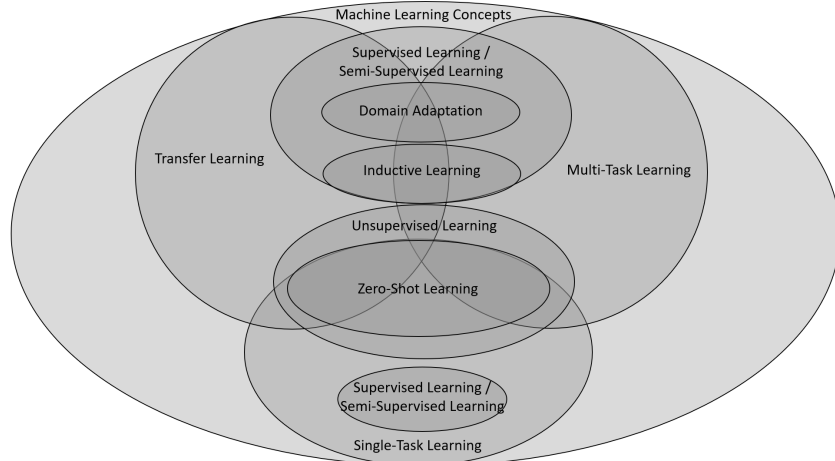 Machine Learning Concepts
Supervised Learning /
Semi-Supervised Learning
Domain Adaptation
Transfer Learning
Inductive Learning
Multi-Task Learning
Unsupervised Learning
Zero-Shot Learning
Supervised Learning /
Semi-Supervised Learning
Single-Task Learning